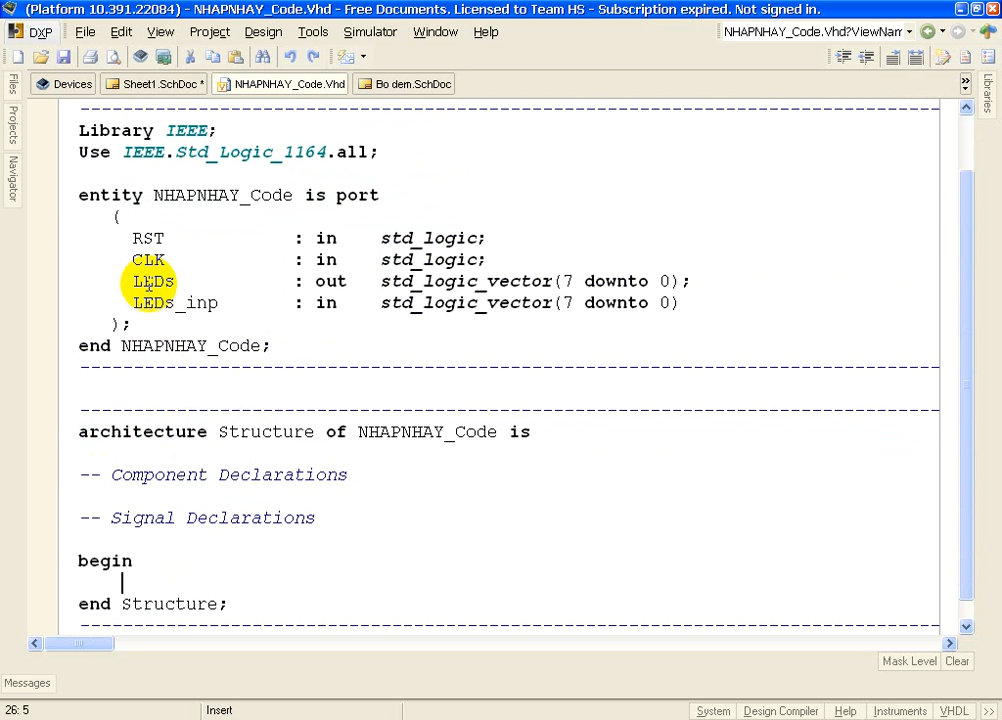 (Platform 10.391.22084) - NHAPNHAY_Code.Vhd - Free Documents. Licensed to Team HS - Subscription expired. Not signed in.
DXP File Edit View Project Design Tools Simulator Window Help NHAPNHAY_Code.Vhd?ViewNam
Devices Sheet1.SchDoc * NHAPNHAY_Code.Vhd Bo dem.SchDoc
Files
Projects
Navigator
Libraries
Library IEEE;
Use IEEE.Std_Logic_1164.all;
entity NHAPNHAY_Code is port
(
RST : in std_logic;
CLK : in std_logic;
LEDs : out std_logic_vector(7 downto 0);
LEDs_inp : in std_logic_vector(7 downto 0)
);
end NHAPNHAY_Code;
architecture Structure of NHAPNHAY_Code is
-- Component Declarations
-- Signal Declarations
begin
end Structure;
Mask Level Clear
Messages
26: 5 Insert System Design Compiler Help Instruments VHDL >>